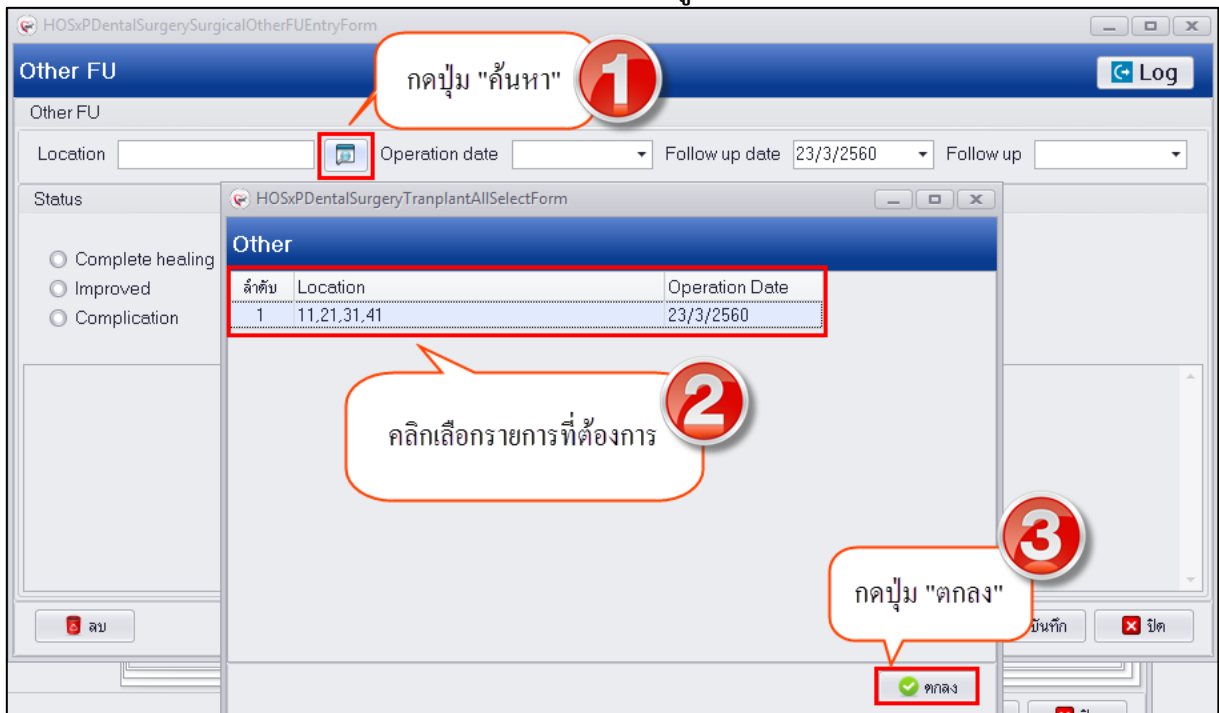 HOSxPDentalSurgerySurgicalOtherFUEntryForm
Other FU
Log
กดปุ่ม "ค้นหา"
1
Other FU
Location
Operation date
Follow up date 23/3/2560
Follow up
Status
HOSxPDentalSurgeryTranplantAllSelectForm
Complete healing
Improved
Complication
Other
ลำดับ Location Operation Date
1 11,21,31,41 23/3/2560
2
คลิกเลือกรายการที่ต้องการ
3
กดปุ่ม "ตกลง"
ลบ
บันทึก
ปิด
ตกลง